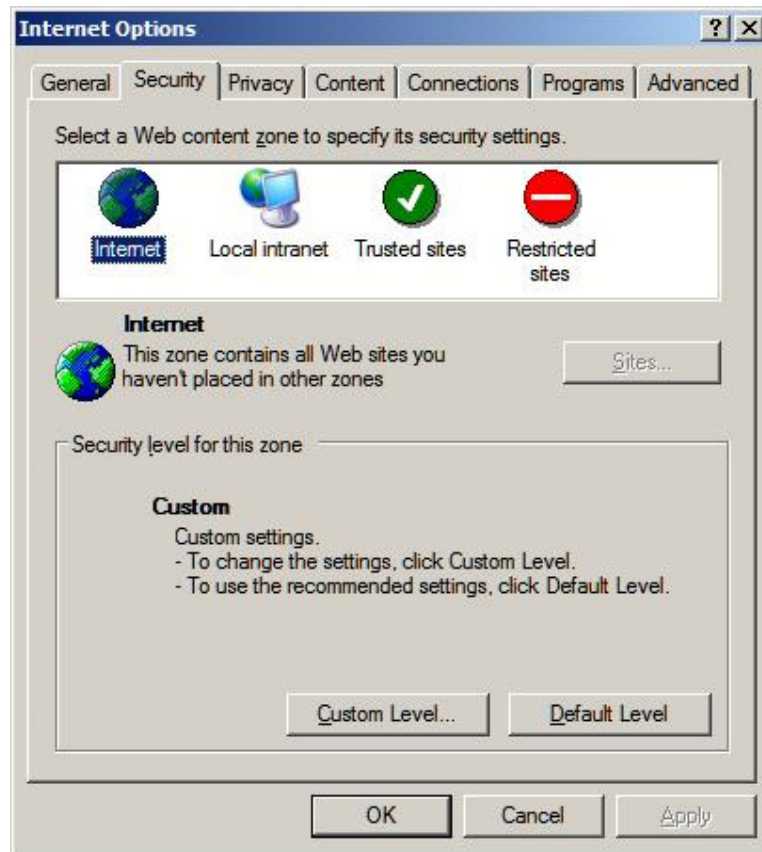 Internet Options
General Security Privacy Content Connections Programs Advanced
Select a Web content zone to specify its security settings.
Internet Local intranet Trusted sites Restricted
sites
Internet
This zone contains all Web sites you
haven't placed in other zones
Sites...
Security level for this zone
Custom
Custom settings.
- To change the settings, click Custom Level.
- To use the recommended settings, click Default Level.
Custom Level... Default Level
OK Cancel Apply